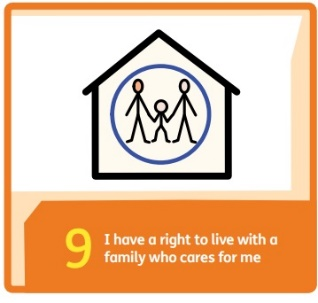 9
I have a right to live with a
family who cares for me